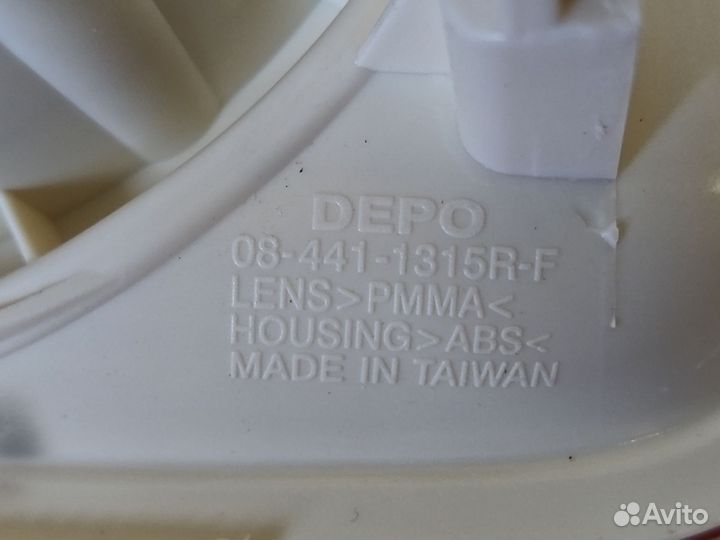 DEPO
08-441-1315R-F
LENS>PMMA<
HOUSING>ABS<
MADE IN TAIWAN
Avito